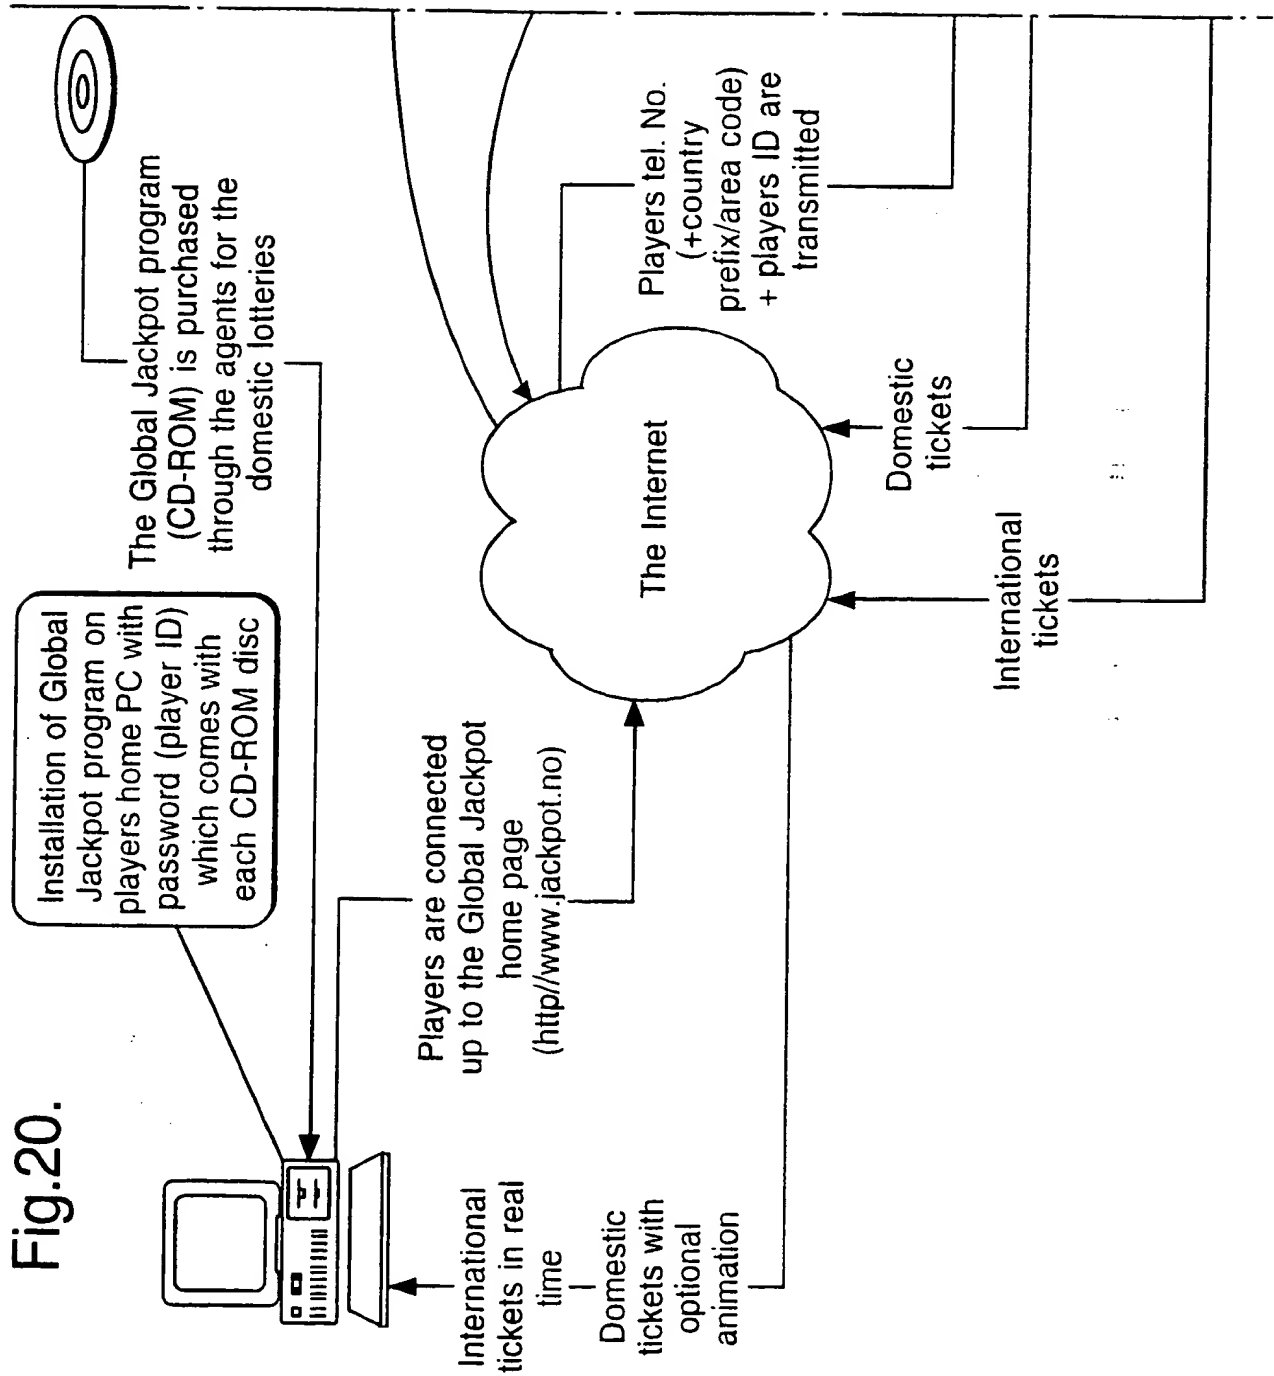 Fig.20.
Installation of Global
Jackpot program on
players home PC with
password (player ID)
which comes with
each CD-ROM disc
The Global Jackpot program
(CD-ROM) is purchased
through the agents for the
domestic lotteries
Players are connected
up to the Global Jackpot
home page
(http//www.jackpot.no)
The Internet
Players tel. No.
(+country
prefix/area code)
+ players ID are
transmitted
International
tickets in real
time
Domestic
tickets with
optional
animation
Domestic
tickets
International
tickets